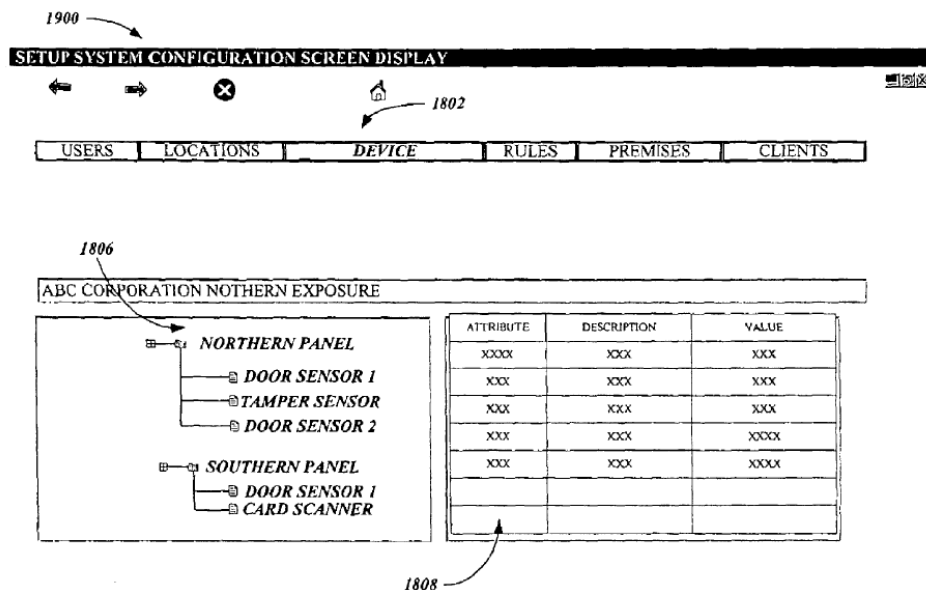 1900
SETUP SYSTEM CONFIGURATION SCREEN DISPLAY
1802
USERS LOCATIONS DEVICE RULES PREMISES CLIENTS
1806
ABC CORPORATION NOTHERN EXPOSURE
NORTHERN PANEL
DOOR SENSOR 1
TAMPER SENSOR
DOOR SENSOR 2
SOUTHERN PANEL
DOOR SENSOR 1
CARD SCANNER
ATTRIBUTE DESCRIPTION VALUE
XXXX XXX XXX
XXX XXX XXX
XXX XXX XXX
XXX XXX XXXX
XXX XXX XXXX
1808